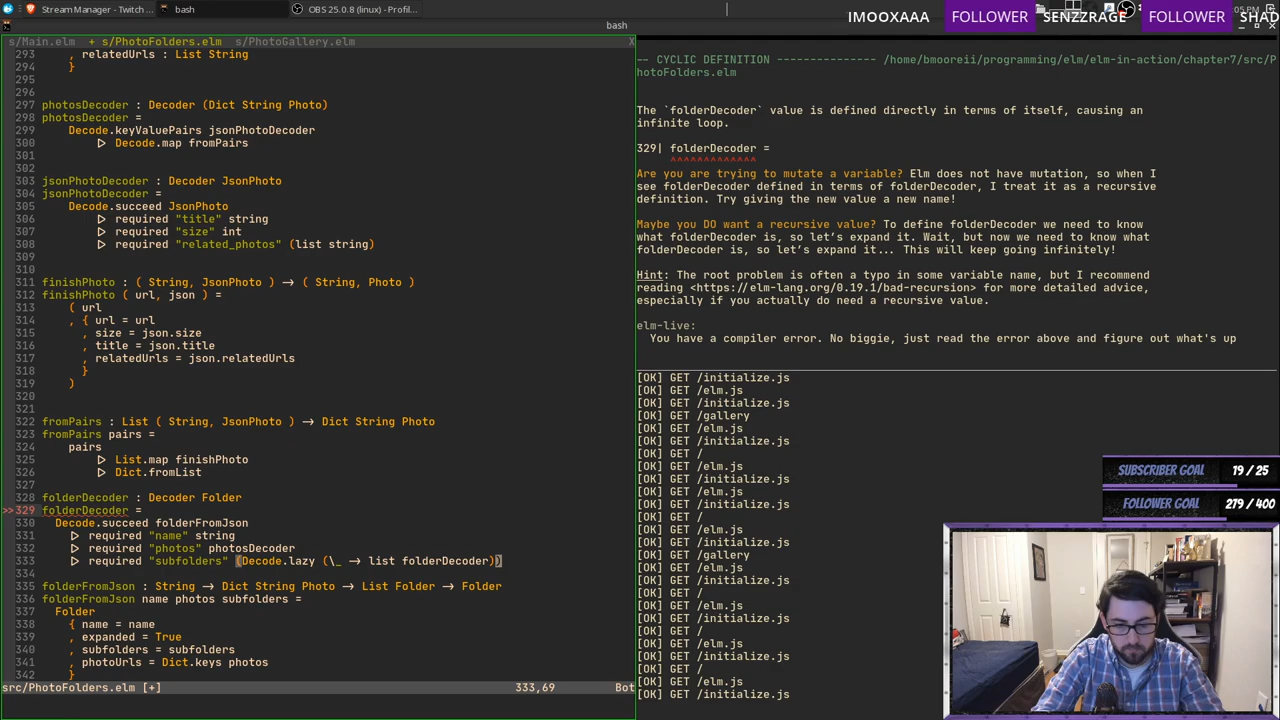 Stream Manager - Twitch
bash
OBS 25.0.8 (linux) - Profil...
05 PM
IMOOXAAA FOLLOWER SENZZRAGE FOLLOWER SHAD
bash
s/Main.elm + s/PhotoFolders.elm s/PhotoGallery.elm X
293 , relatedUrls : List String
294 }
295
296
297 photosDecoder : Decoder (Dict String Photo)
298 photosDecoder =
299 Decode.keyValuePairs jsonPhotoDecoder
300 ▷ Decode.map fromPairs
301
302
303 jsonPhotoDecoder : Decoder JsonPhoto
304 jsonPhotoDecoder =
305 Decode.succeed JsonPhoto
306 ▷ required "title" string
307 ▷ required "size" int
308 ▷ required "related_photos" (list string)
309
310
311 finishPhoto : ( String, JsonPhoto ) → ( String, Photo )
312 finishPhoto ( url, json ) =
313 ( url
314 , { url = url
315 , size = json.size
316 , title = json.title
317 , relatedUrls = json.relatedUrls
318 }
319 )
320
321
322 fromPairs : List ( String, JsonPhoto ) → Dict String Photo
323 fromPairs pairs =
324 pairs
325 ▷ List.map finishPhoto
326 ▷ Dict.fromList
327
328 folderDecoder : Decoder Folder
>>329 folderDecoder =
330 Decode.succeed folderFromJson
331 ▷ required "name" string
332 ▷ required "photos" photosDecoder
333 ▷ required "subfolders" (Decode.lazy (\_ → list folderDecoder))
334
335 folderFromJson : String → Dict String Photo → List Folder → Folder
336 folderFromJson name photos subfolders =
337 Folder
338 { name = name
339 , expanded = True
340 , subfolders = subfolders
341 , photoUrls = Dict.keys photos
342 }
src/PhotoFolders.elm [+] 333,69 Bot
-- CYCLIC DEFINITION --------------- /home/bmooreii/programming/elm/elm-in-action/chapter7/src/P
hotoFolders.elm
The `folderDecoder` value is defined directly in terms of itself, causing an
infinite loop.
329| folderDecoder =
^^^^^^^^^^^^^
Are you are trying to mutate a variable? Elm does not have mutation, so when I
see folderDecoder defined in terms of folderDecoder, I treat it as a recursive
definition. Try giving the new value a new name!
Maybe you DO want a recursive value? To define folderDecoder we need to know
what folderDecoder is, so let's expand it. Wait, but now we need to know what
folderDecoder is, so let's expand it... This will keep going infinitely!
Hint: The root problem is often a typo in some variable name, but I recommend
reading <https://elm-lang.org/0.19.1/bad-recursion> for more detailed advice,
especially if you actually do need a recursive value.
elm-live:
You have a compiler error. No biggie, just read the error above and figure out what's up
[OK] GET /initialize.js
[OK] GET /elm.js
[OK] GET /initialize.js
[OK] GET /gallery
[OK] GET /elm.js
[OK] GET /initialize.js
[OK] GET /
[OK] GET /elm.js
[OK] GET /initialize.js
[OK] GET /elm.js
[OK] GET /initialize.js
[OK] GET /
[OK] GET /elm.js
[OK] GET /initialize.js
[OK] GET /gallery
[OK] GET /elm.js
[OK] GET /initialize.js
[OK] GET /
[OK] GET /elm.js
[OK] GET /initialize.js
[OK] GET /
[OK] GET /elm.js
[OK] GET /initialize.js
[OK] GET /
[OK] GET /elm.js
[OK] GET /initialize.js
SUBSCRIBER GOAL 19 / 25
FOLLOWER GOAL 279 / 400